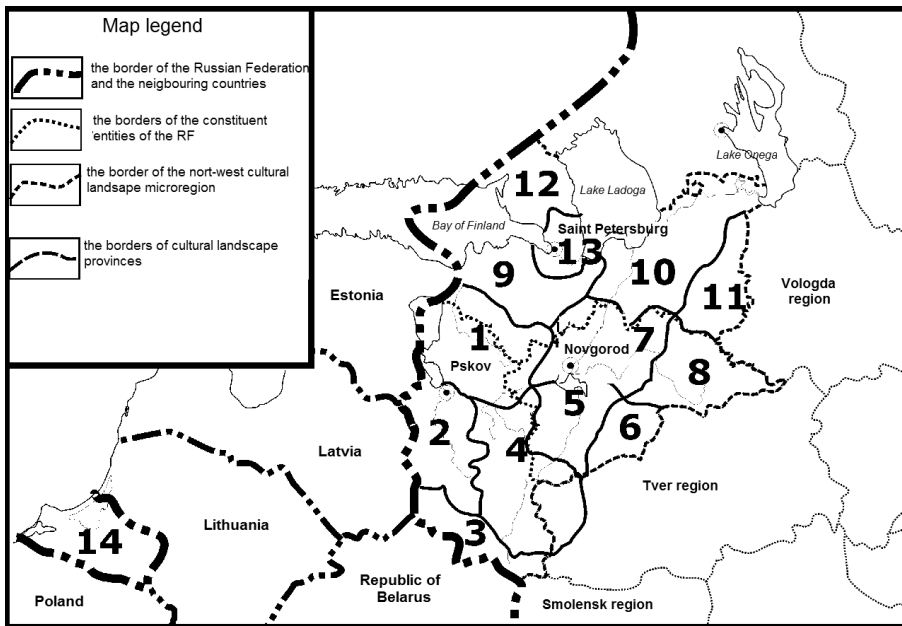 Map legend
the border of the Russian Federation
and the neigbouring countries
the borders of the constituent
entities of the RF
the border of the nort-west cultural
landsape microregion
the borders of cultural landscape
provinces
Lake Onega
12
Lake Ladoga
Bay of Finland
Saint Petersburg
13
9
10
Estonia
11
Vologda
region
1
7
Pskov
Novgorod
8
5
2
6
4
Latvia
Tver region
Lithuania
3
14
Republic of
Belarus
Poland
Smolensk region